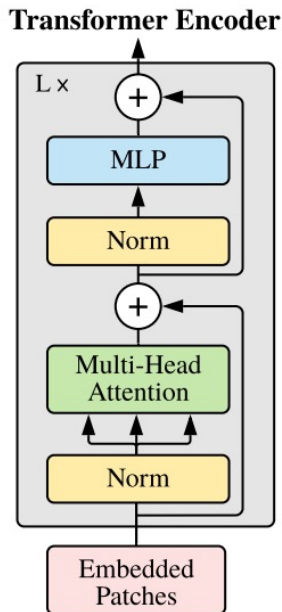 Transformer Encoder
L ×
+
MLP
Norm
+
Multi-Head
Attention
Norm
Embedded
Patches